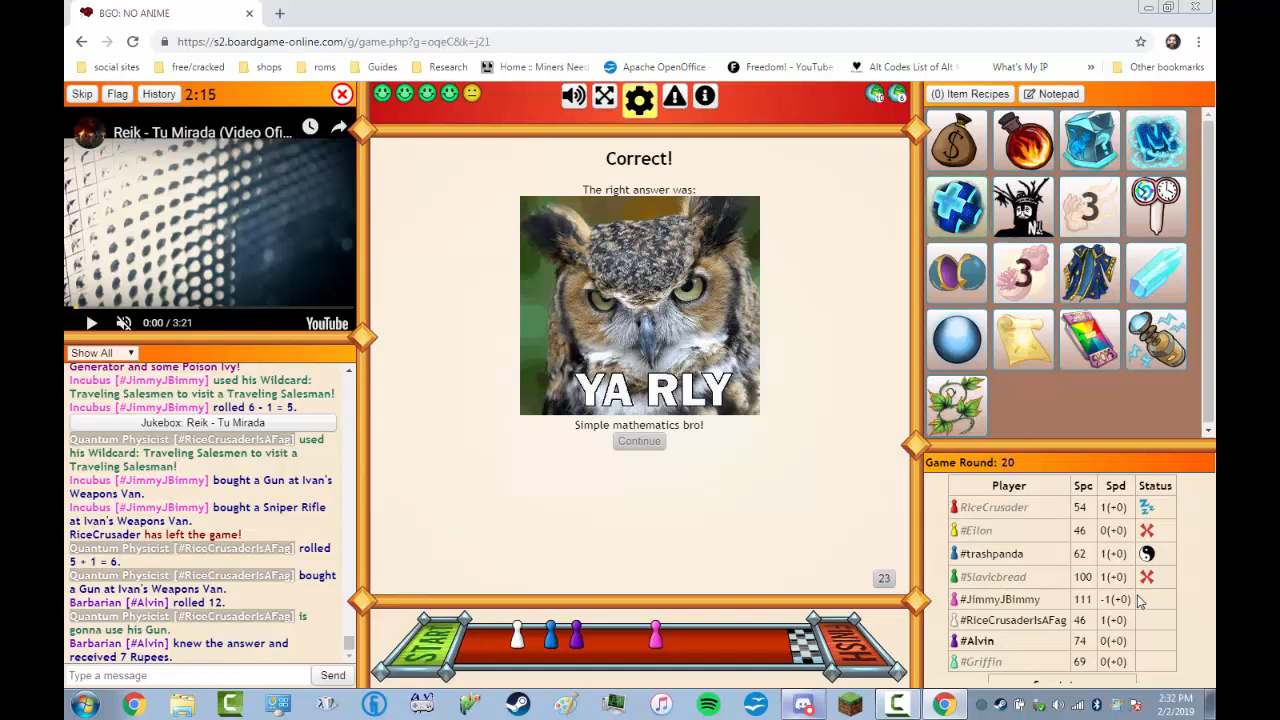 BGO: NO ANIME
https://s2.boardgame-online.com/g/game.php?g=oqeC&k=j21
social sites
free/cracked
shops
roms
Guides
Research
Home :: Miners Need
Apache OpenOffice -
Freedom! - YouTube
Alt Codes List of Alt
What's My IP
»
Other bookmarks
Skip
Flag
History
2:15
Reik - Tu Mirada (Video Ofi...
0:00 / 3:21
YouTube
Show All
Generator and some Poison Ivy!
Incubus [#JimmyJBimmy] used his Wildcard:
Traveling Salesmen to visit a Traveling Salesman!
Incubus [#JimmyJBimmy] rolled 6 - 1 = 5.
Jukebox: Reik - Tu Mirada
Quantum Physicist [#RiceCrusaderIsAFag] used
his Wildcard: Traveling Salesmen to visit a
Traveling Salesman!
Incubus [#JimmyJBimmy] bought a Gun at Ivan's
Weapons Van.
Incubus [#JimmyJBimmy] bought a Sniper Rifle
at Ivan's Weapons Van.
RiceCrusader has left the game!
Quantum Physicist [#RiceCrusaderIsAFag] rolled
5 + 1 = 6.
Quantum Physicist [#RiceCrusaderIsAFag] bought
a Gun at Ivan's Weapons Van.
Barbarian [#Alvin] rolled 12.
Quantum Physicist [#RiceCrusaderIsAFag] is
gonna use his Gun.
Barbarian [#Alvin] knew the answer and
received 7 Rupees.
Type a message
Send
Correct!
The right answer was:
YA RLY
Simple mathematics bro!
Continue
23
START
FINISH
10
6
(0) Item Recipes
Notepad
$
M
3
3
Game Round: 20
Player Spc Spd Status
RiceCrusader 54 1(+0)
#Eilon 46 0(+0)
#trashpanda 62 1(+0)
#Slavicbread 100 1(+0)
#JimmyJBimmy 111 -1(+0)
#RiceCrusaderIsAFag 46 1(+0)
#Alvin 74 0(+0)
#Griffin 69 0(+0)
2:32 PM
2/2/2019